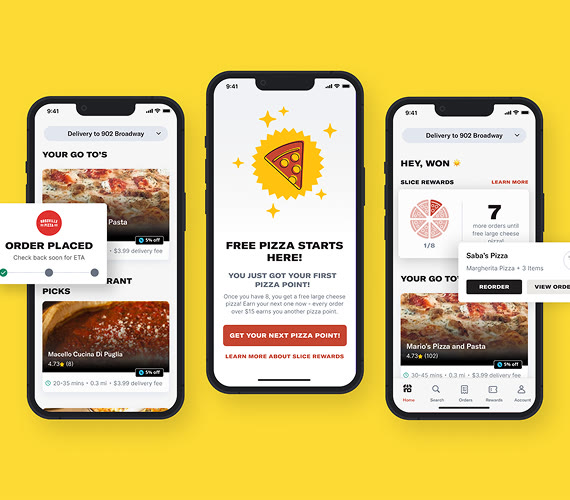 9:41
Delivery to 902 Broadway
YOUR GO TO'S
Pasta
5% off
$3.99 delivery fee
ROSEVILLE
PIZZA
ORDER PLACED
Check back soon for ETA
RANT
PICKS
Macello Cucina Di Puglia
4.73 (8)
5% off
20-35 mins • 0.3 mi • $3.99 delivery fee
9:41
FREE PIZZA STARTS
HERE!
YOU JUST GOT YOUR FIRST
PIZZA POINT!
Once you have 8, you get a free large cheese
pizza! Earn your next one now - every order
over $15 earns you another pizza point.
GET YOUR NEXT PIZZA POINT!
LEARN MORE ABOUT SLICE REWARDS
9:41
Delivery to 902 Broadway
HEY, WON
SLICE REWARDS
LEARN MORE
1/8
7
more orders until
free large cheese
pizza!
Saba's Pizza
Margherita Pizza + 3 Items
REORDER
VIEW ORDE
YOUR GO TO'
Mario's Pizza and Pasta
4.73 (102)
5% off
30-45 mins • 0.3 mi • $3.99 delivery fee
Home
Search
Orders
Rewards
Account